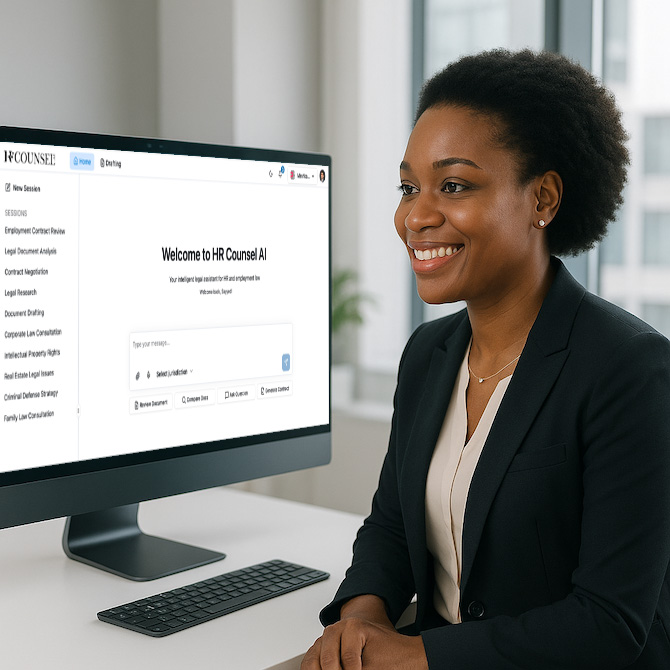 HRCOUNSEL
Home
Drafting
New Session
SESSIONS
Employment Contract Review
Legal Document Analysis
Contract Negotiation
Legal Research
Document Drafting
Corporate Law Consultation
Intellectual Property Rights
Real Estate Legal Issues
Criminal Defense Strategy
Family Law Consultation
Welcome to HR Counsel AI
Your intelligent legal assistant for HR and employment law
Welcome back,
Type your message...
Select jurisdiction
Review Document
Compare Docs
Ask Question
Generate Contract